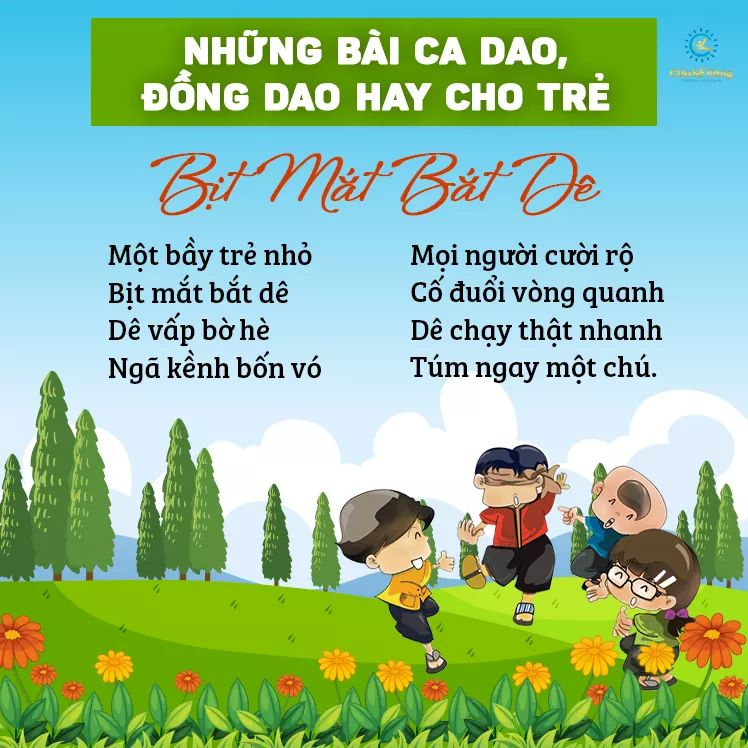 NHỮNG BÀI CA DAO,
ĐỒNG DAO HAY CHO TRẺ
Bịt Mắt Bắt Dê
Một bầy trẻ nhỏ
Bịt mắt bắt dê
Dê vấp bờ hè
Ngã kềnh bốn vó
Mọi người cười rộ
Cố đuổi vòng quanh
Dê chạy thật nhanh
Túm ngay một chú.